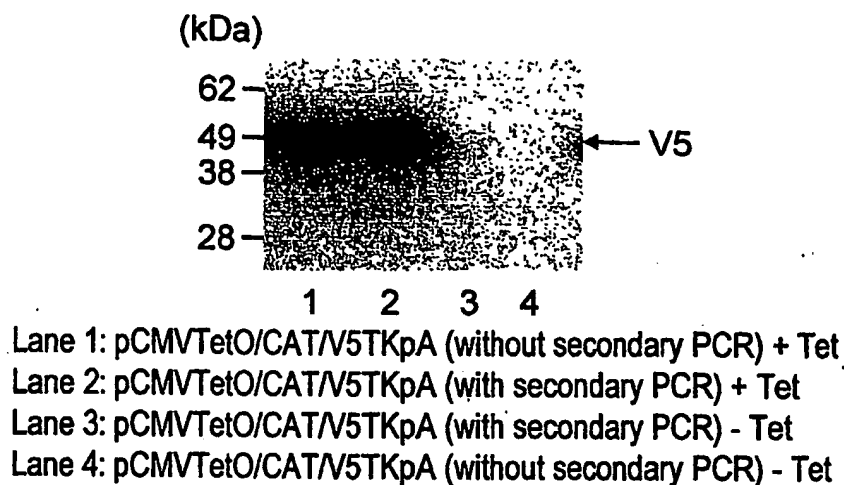 (kDa)
62
49
38
28
V5
1 2 3 4
Lane 1: pCMVTetO/CAT/V5TKpA (without secondary PCR) + Tet
Lane 2: pCMVTetO/CAT/V5TKpA (with secondary PCR) + Tet
Lane 3: pCMVTetO/CAT/V5TKpA (with secondary PCR) - Tet
Lane 4: pCMVTetO/CAT/V5TKpA (without secondary PCR) - Tet